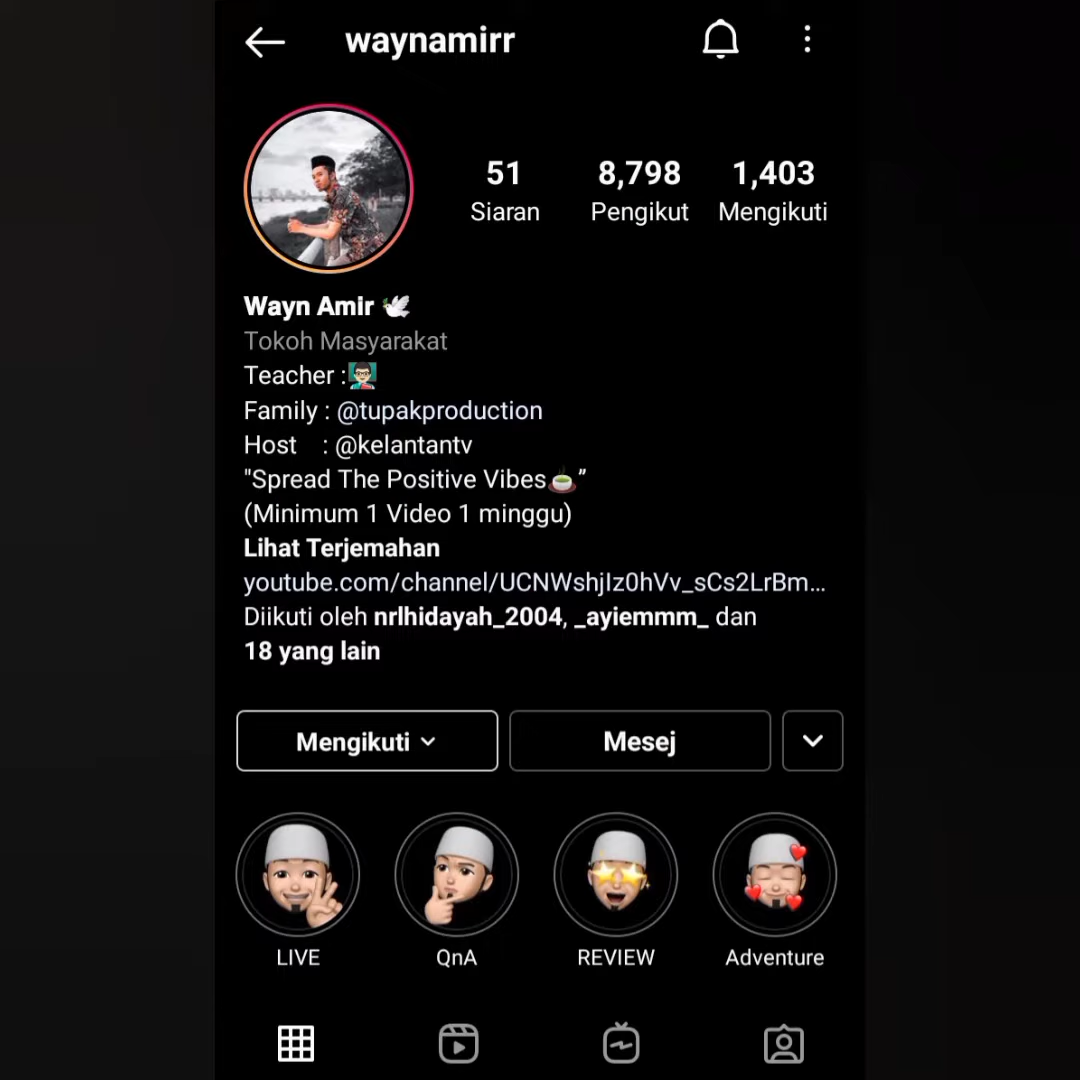 waynamirr
51 8,798 1,403
Siaran Pengikut Mengikuti
Wayn Amir 🕊️
Tokoh Masyarakat
Teacher :👨🏻‍🏫
Family : @tupakproduction
Host : @kelantantv
"Spread The Positive Vibes🍵”
(Minimum 1 Video 1 minggu)
Lihat Terjemahan
youtube.com/channel/UCNWshjIz0hVv_sCs2LrBm...
Diikuti oleh nrlhidayah_2004, _ayiemmm_ dan
18 yang lain
Mengikuti Mesej
LIVE QnA REVIEW Adventure